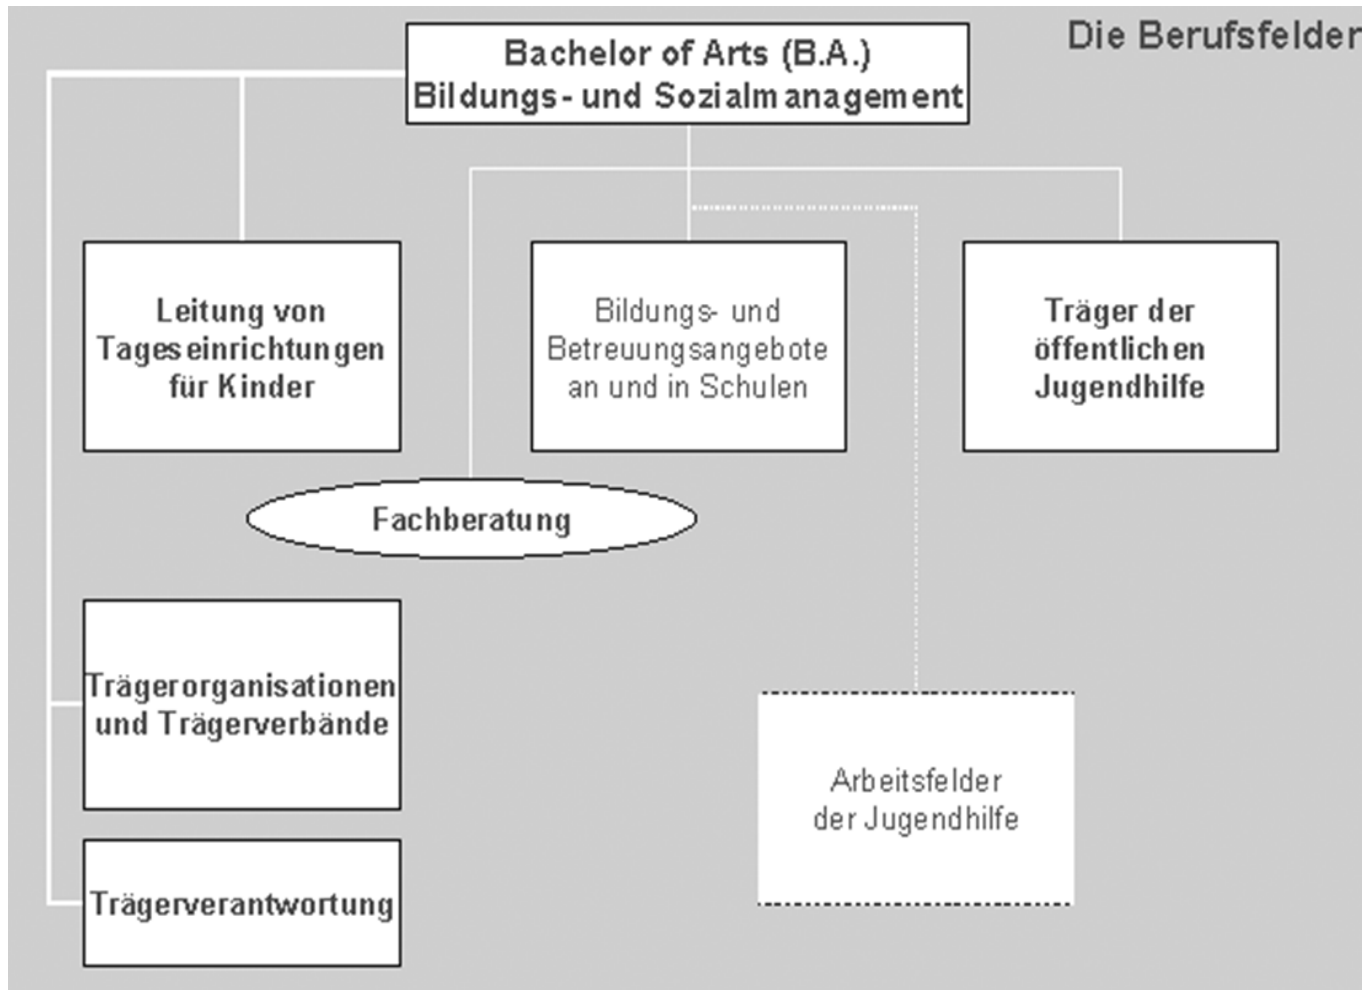 Die Berufsfelder
Bachelor of Arts (B.A.)
Bildungs- und Sozialmanagement
Leitung von
Tageseinrichtungen
für Kinder
Bildungs- und
Betreuungsangebote
an und in Schulen
Träger der
öffentlichen
Jugendhilfe
Fachberatung
Trägerorganisationen
und Trägerverbände
Arbeitsfelder
der Jugendhilfe
Trägerverantwortung